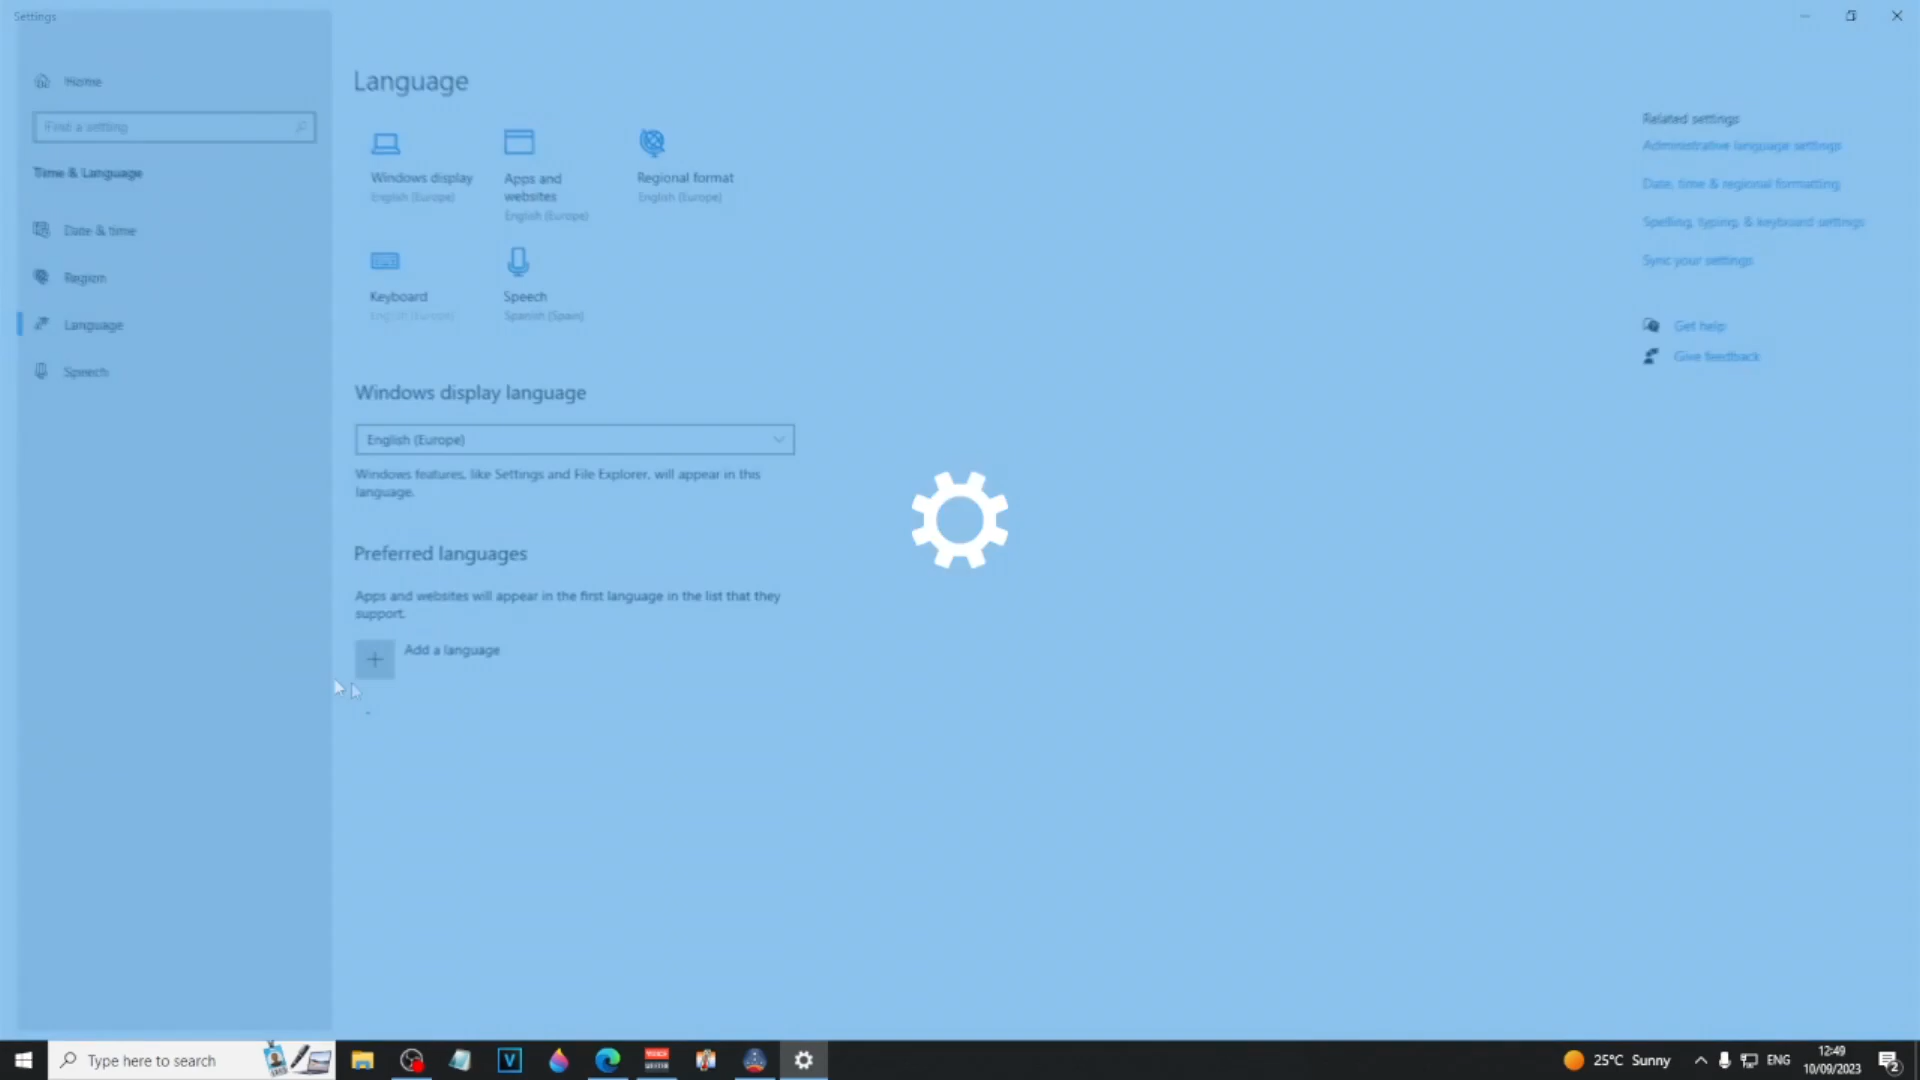 Settings
Home
Find a setting
Time & Language
Date & time
Region
Language
Speech
Language
Windows display
English (Europe)
Apps and
websites
English (Europe)
Regional format
English (Europe)
Keyboard
English (Europe)
Speech
Spanish (Spain)
Windows display language
English (Europe)
Windows features, like Settings and File Explorer, will appear in this
language.
Preferred languages
Apps and websites will appear in the first language in the list that they
support.
Add a language
Related settings
Administrative language settings
Date, time & regional formatting
Spelling, typing, & keyboard settings
Sync your settings
Get help
Give feedback
Type here to search
V
25°C Sunny
ENG
12:49
10/09/2023
2